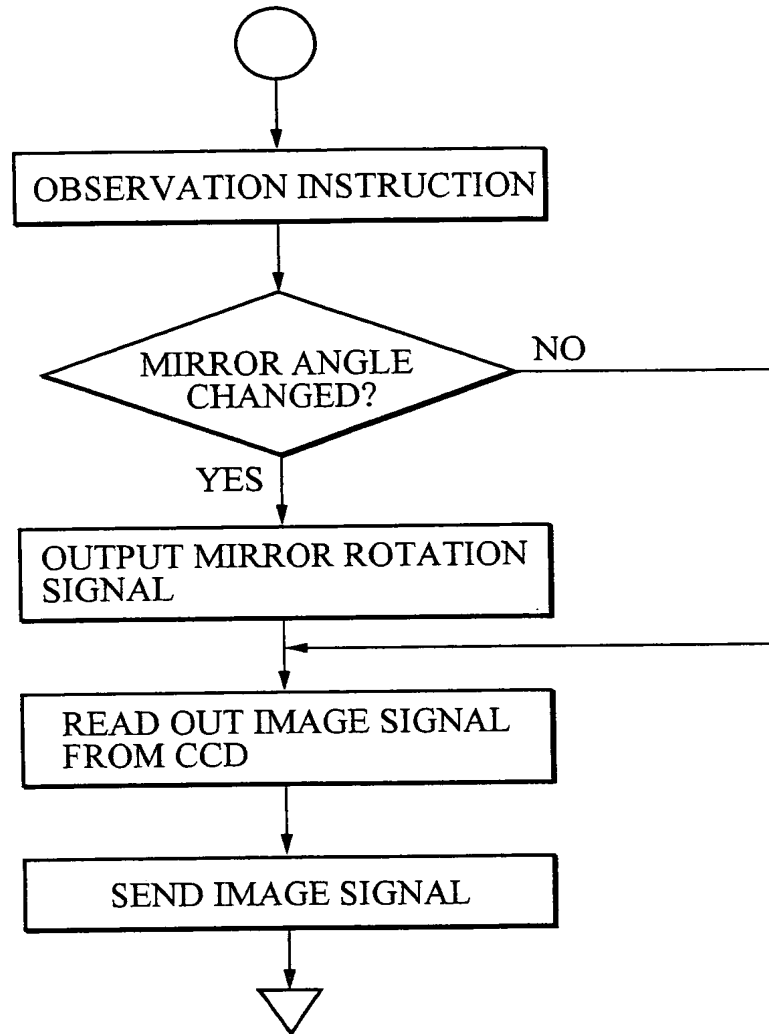 OBSERVATION INSTRUCTION
MIRROR ANGLE
CHANGED?
NO
YES
OUTPUT MIRROR ROTATION
SIGNAL
READ OUT IMAGE SIGNAL
FROM CCD
SEND IMAGE SIGNAL